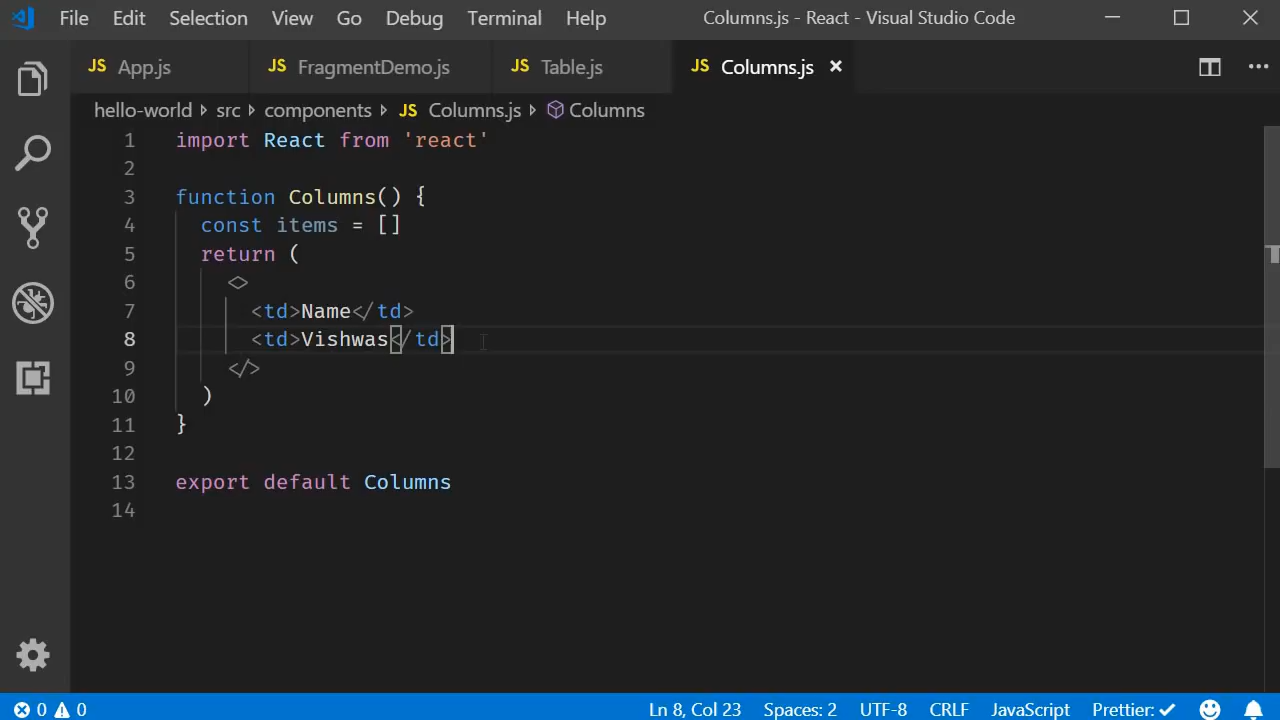 File Edit Selection View Go Debug Terminal Help Columns.js - React - Visual Studio Code
JS App.js JS FragmentDemo.js JS Table.js JS Columns.js
hello-world src components JS Columns.js Columns
1 import React from 'react'
2
3 function Columns() {
4 const items = []
5 return (
6 <>
7 <td>Name</td>
8 <td>Vishwas</td>
9 </>
10 )
11 }
12
13 export default Columns
14
0 0 Ln 8, Col 23 Spaces: 2 UTF-8 CRLF JavaScript Prettier: